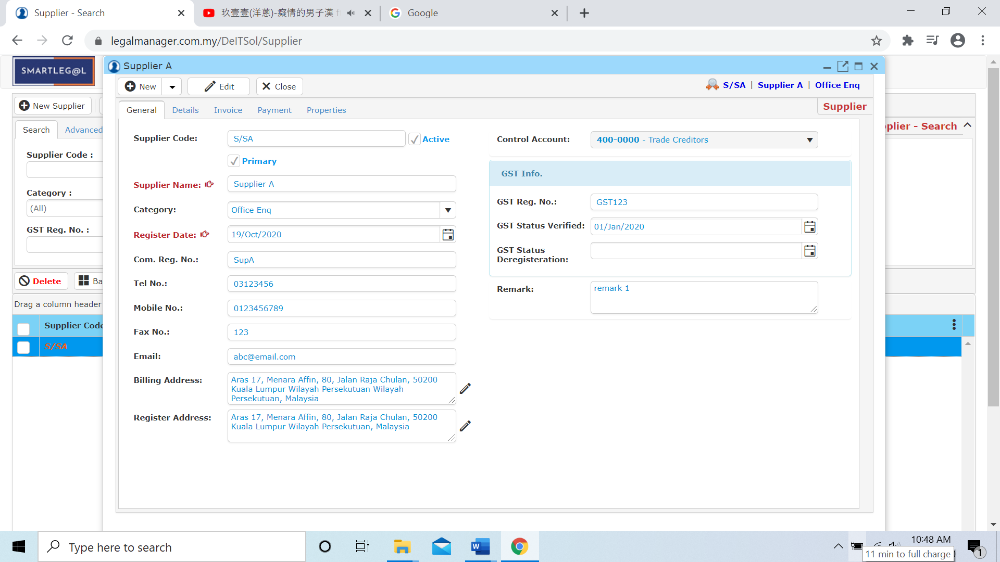 Supplier - Search
玖壹壹(洋蔥)-癡情的男子漢 f
Google
legalmanager.com.my/DeITSol/Supplier
SMARTLEG@L
Supplier A
New
Edit
Close
S/SA | Supplier A | Office Enq
New Supplier
General
Details
Invoice
Payment
Properties
Supplier
Search
Advanced
plier - Search
Supplier Code:
S/SA
Active
Primary
Control Account:
400-0000 - Trade Creditors
Supplier Code :
GST Info.
Supplier Name:
Supplier A
Category :
(All)
Category:
Office Enq
GST Reg. No.:
GST123
GST Status Verified:
01/Jan/2020
GST Reg. No. :
Register Date:
19/Oct/2020
GST Status
Deregisteration:
Com. Reg. No.:
SupA
Tel No.:
03123456
Remark:
remark 1
Delete
Ba
Drag a column header
Mobile No.:
0123456789
Supplier Code
Fax No.:
123
S/SA
Email:
abc@email.com
Billing Address:
Aras 17, Menara Affin, 80, Jalan Raja Chulan, 50200
Kuala Lumpur Wilayah Persekutuan Wilayah
Persekutuan, Malaysia
Register Address:
Aras 17, Menara Affin, 80, Jalan Raja Chulan, 50200
Kuala Lumpur Wilayah Persekutuan, Malaysia
Type here to search
W
10:48 AM
11 min to full charge
1